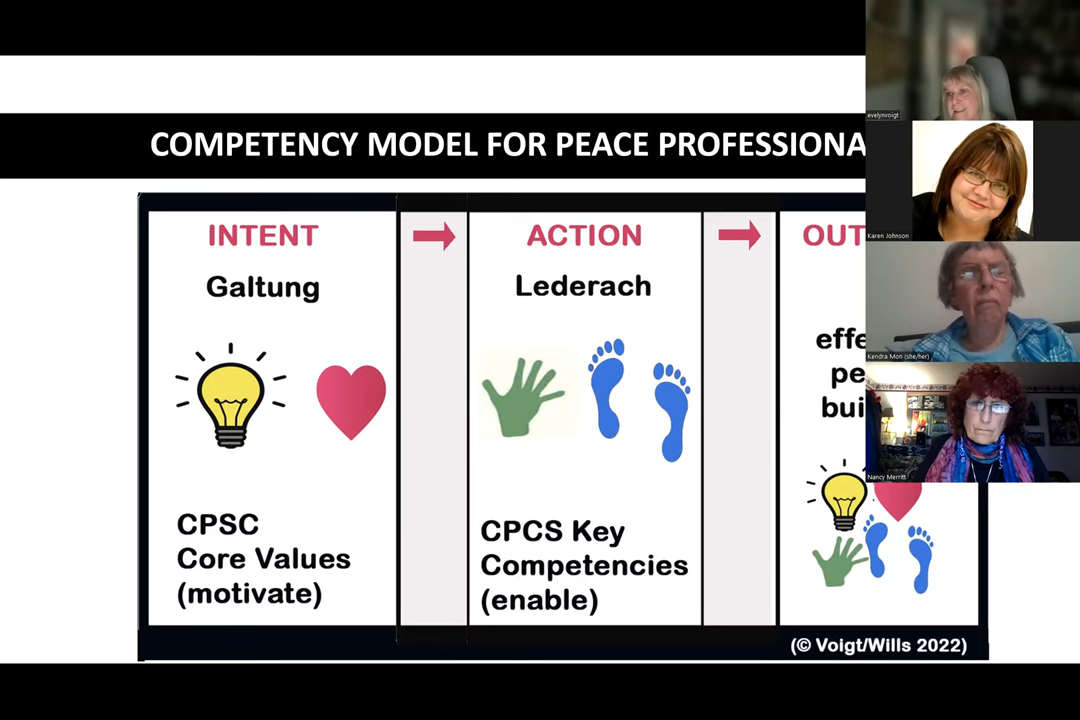 COMPETENCY MODEL FOR PEACE PROFESSIONA
INTENT
Galtung
CPSC
Core Values
(motivate)
ACTION
Lederach
CPCS Key
Competencies
(enable)
OUT
effe
pe
bui
(© Voigt/Wills 2022)
evelynvoigt
Karen Johnson
Kendra Mon (she/her)
Nancy Merritt